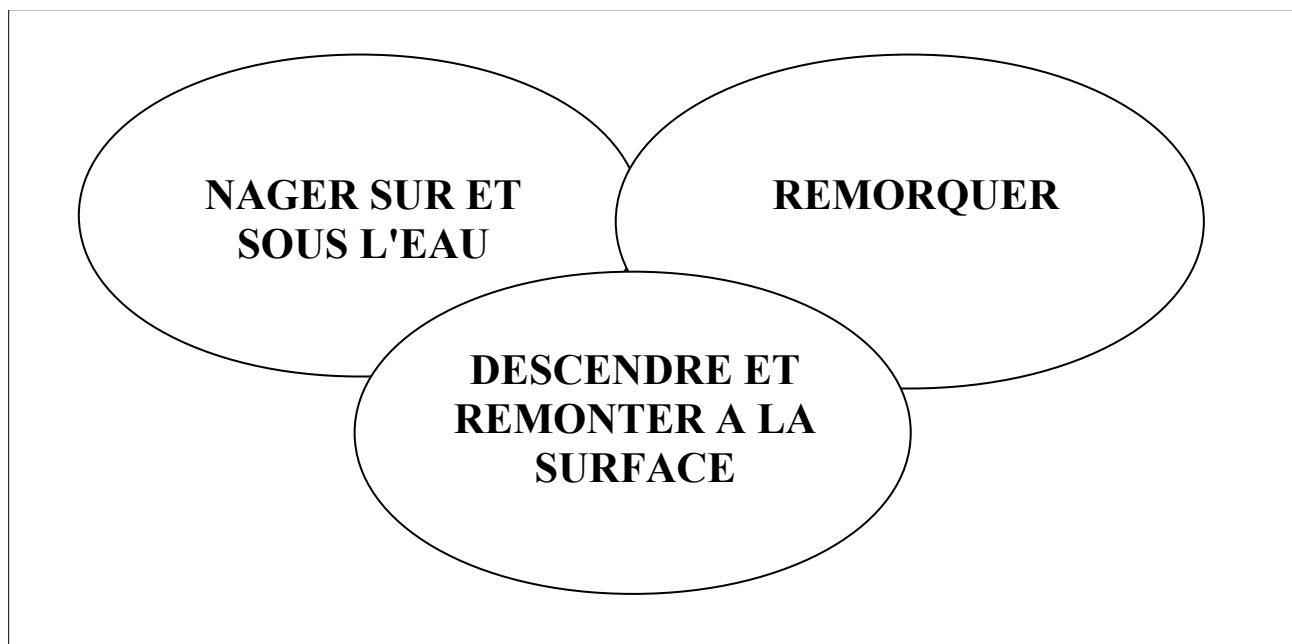 NAGER SUR ET
SOUS L'EAU
REMORQUER
DESCENDRE ET
REMONTER A LA
SURFACE